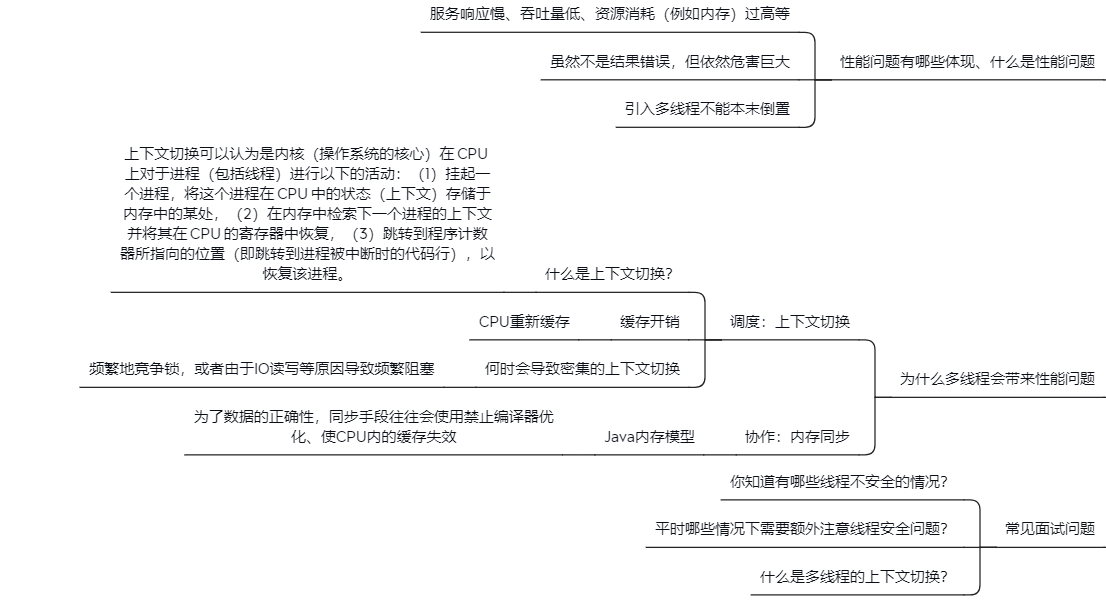 服务响应慢、吞吐量低、资源消耗（例如内存）过高等
虽然不是结果错误，但依然危害巨大
性能问题有哪些体现、什么是性能问题
引入多线程不能本末倒置
上下文切换可以认为是内核（操作系统的核心）在 CPU
上对于进程（包括线程）进行以下的活动：（1）挂起一
个进程，将这个进程在 CPU 中的状态（上下文）存储于
内存中的某处，（2）在内存中检索下一个进程的上下文
并将其在 CPU 的寄存器中恢复，（3）跳转到程序计数
器所指向的位置（即跳转到进程被中断时的代码行），以
恢复该进程。
什么是上下文切换？
CPU重新缓存
缓存开销
调度：上下文切换
频繁地竞争锁，或者由于IO读写等原因导致频繁阻塞
何时会导致密集的上下文切换
为什么多线程会带来性能问题
为了数据的正确性，同步手段往往会使用禁止编译器优
化、使CPU内的缓存失效
Java内存模型
协作：内存同步
你知道有哪些线程不安全的情况？
平时哪些情况下需要额外注意线程安全问题？
常见面试问题
什么是多线程的上下文切换？